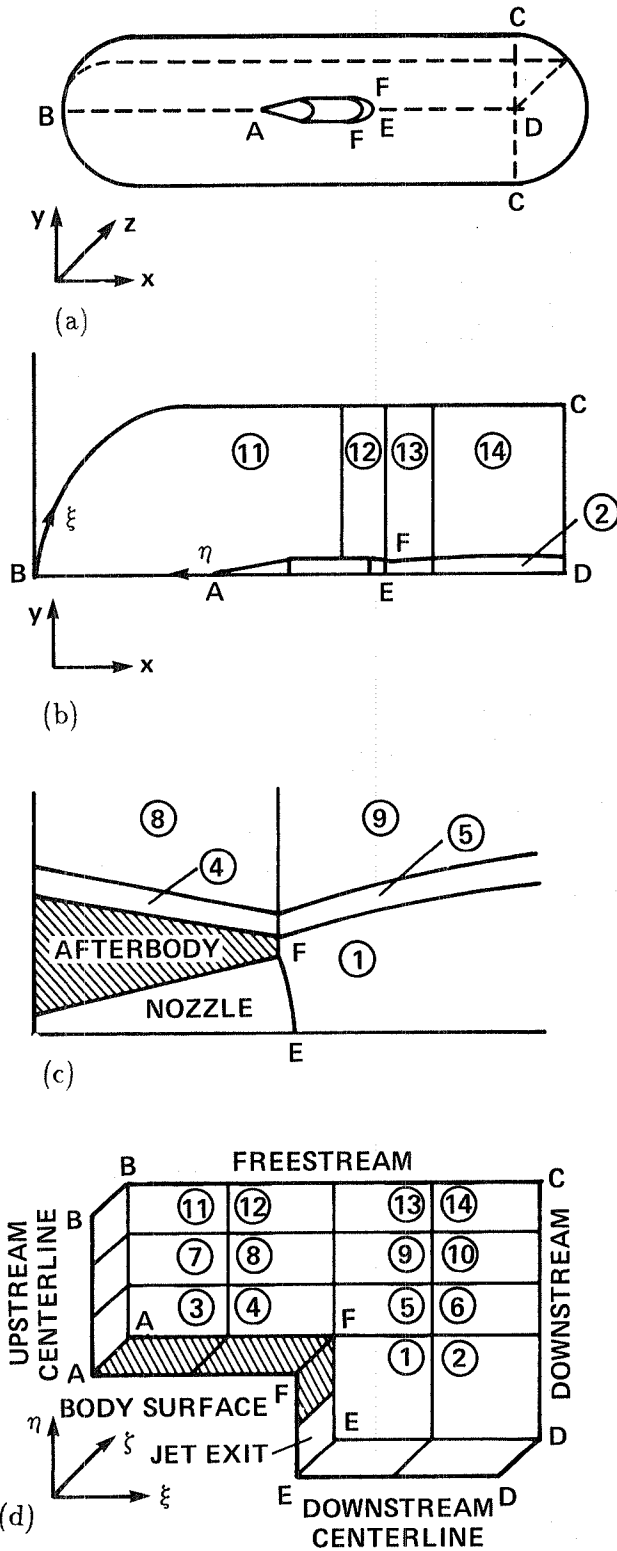 C
B
A
F
F
E
D
C
y
z
x
(a)
C
11
12
13
14
2
ξ
η
F
B
A
E
D
y
x
(b)
8
9
4
5
AFTERBODY
F
1
NOZZLE
E
(c)
B
FREESTREAM
C
B
11
12
13
14
UPSTREAM
CENTERLINE
7
8
9
10
DOWNSTREAM
3
4
5
6
A
F
1
2
A
F
BODY SURFACE
E
D
η
ζ
JET EXIT
ξ
E
D
(d)
DOWNSTREAM
CENTERLINE